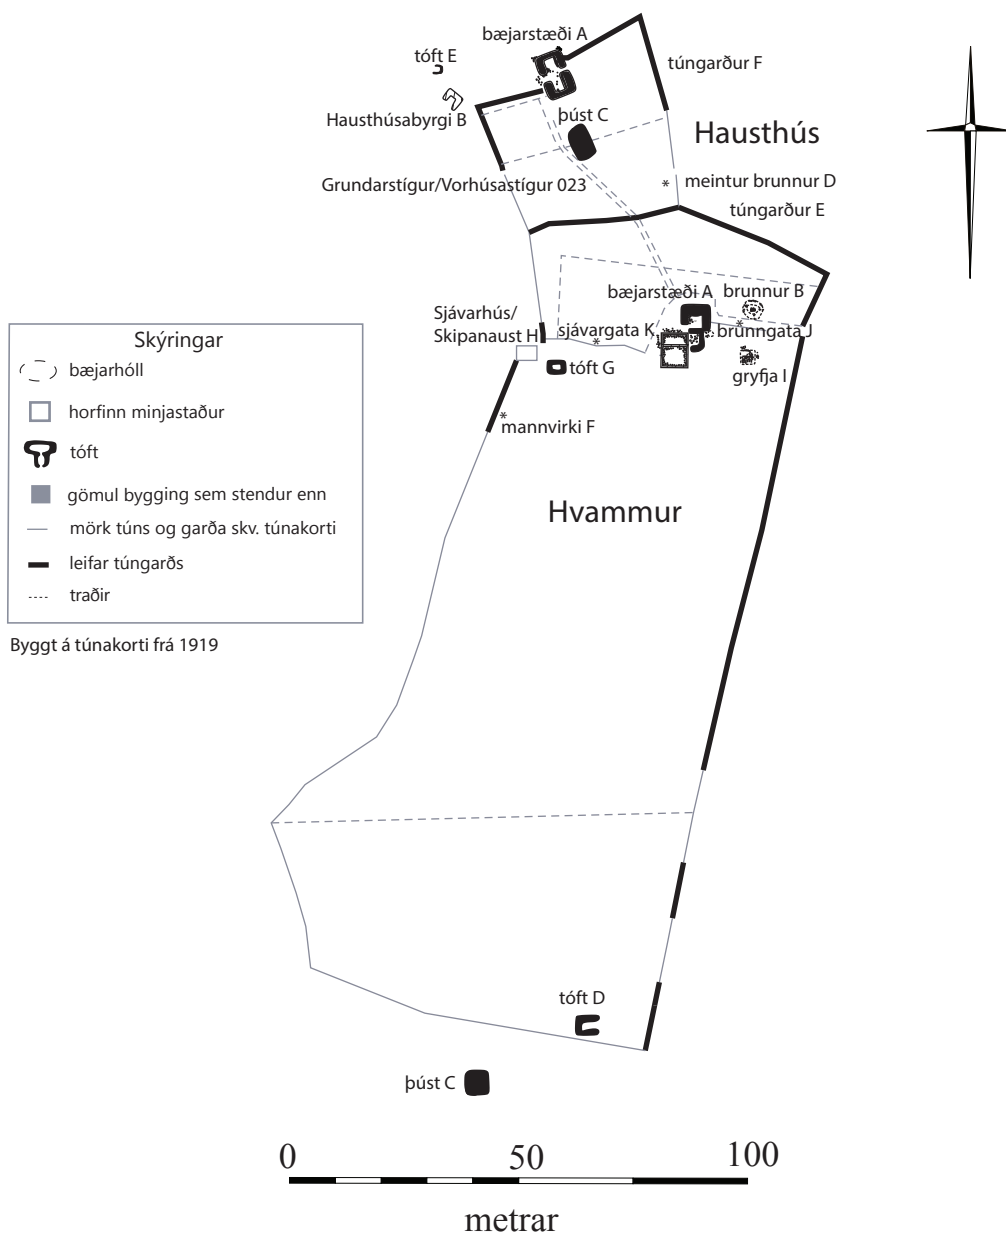 bæjarstæði A
tóft E
túngarður F
Hausthúsabyrgi B
þúst C
Hausthús
Grundarstígur/Vorhúsastígur 023
meintur brunnur D
túngarður E
bæjarstæði A
brunnur B
Sjávarhús/
Skipanaust H
sjávargata K
brunngata J
tóft G
gryfja I
mannvirki F
Hvammur
Skýringar
bæjarhóll
horfinn minjastaður
tóft
gömul bygging sem stendur enn
mörk túns og garða skv. túnakorti
leifar túngarðs
traðir
Byggt á túnakorti frá 1919
tóft D
þúst C
0 50 100
metrar